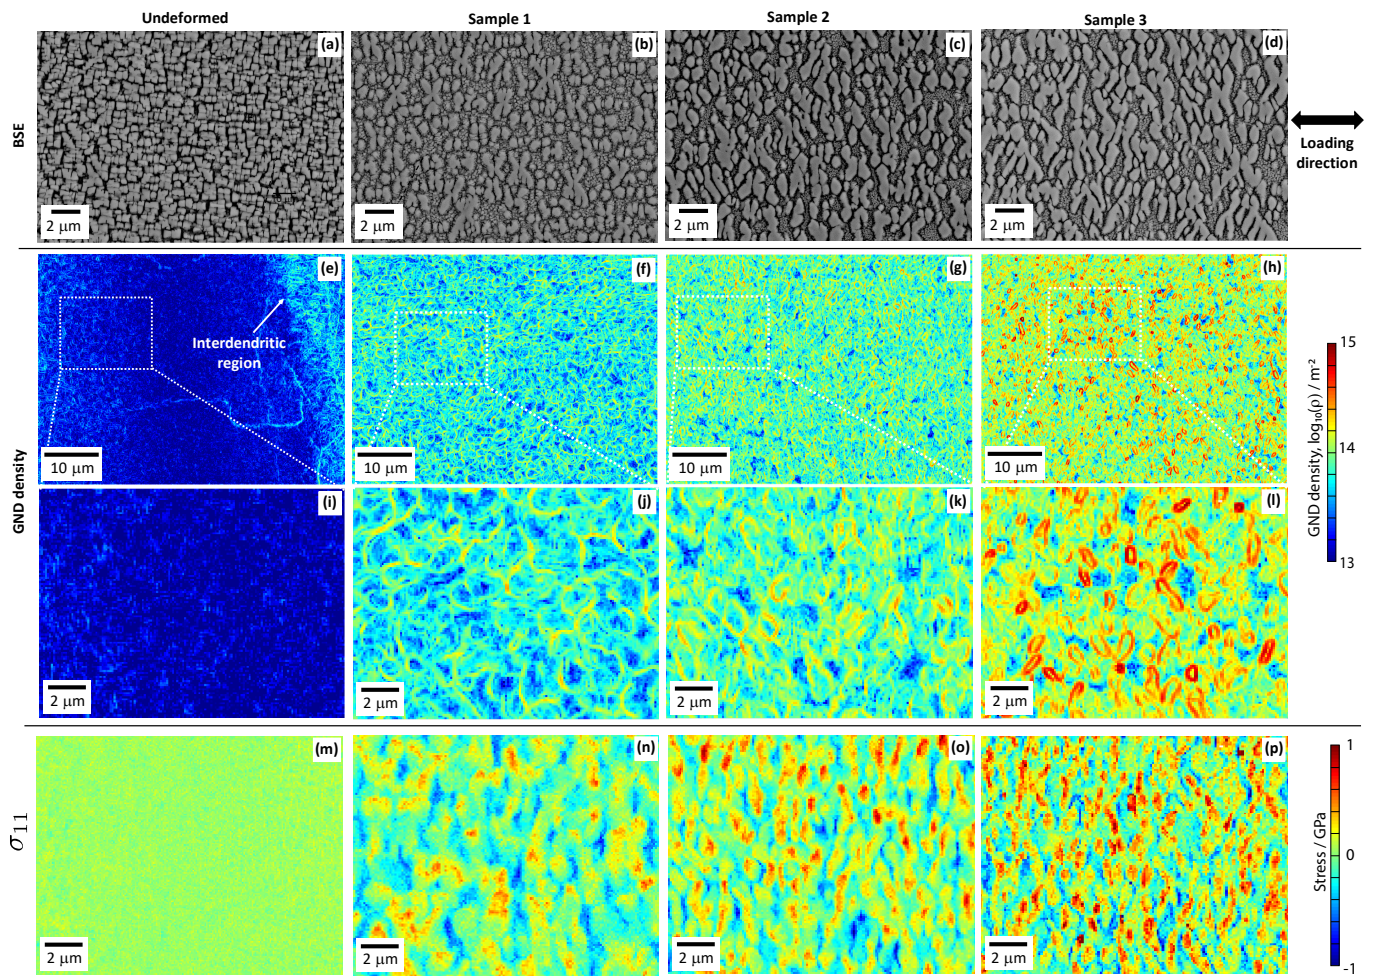 Undeformed
Sample 1
Sample 2
Sample 3
BSE
(a)
(b)
(c)
(d)
2 μm
2 μm
2 μm
2 μm
Loading
direction
GND density
(e)
(f)
(g)
(h)
Interdendritic
region
10 μm
10 μm
10 μm
10 μm
(i)
(j)
(k)
(l)
2 μm
2 μm
2 μm
2 μm
15
14
13
GND density, log₁₀(ρ) / m⁻²
σ₁₁
(m)
(n)
(o)
(p)
2 μm
2 μm
2 μm
2 μm
1
0
-1
Stress / GPa